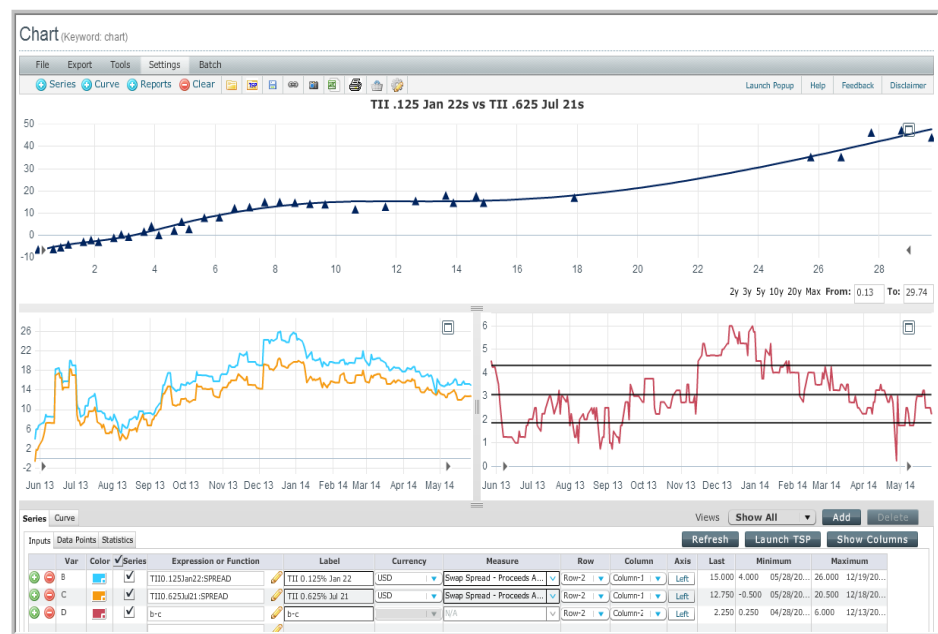 Chart (Keyword: chart)
File Export Tools Settings Batch
Series Curve Reports Clear TSP Launch Popup Help Feedback Disclaimer
TII .125 Jan 22s vs TII .625 Jul 21s
50
40
30
20
10
0
-10
2 4 6 8 10 12 14 16 18 20 22 24 26 28
2y 3y 5y 10y 20y Max From: 0.13 To: 29.74
26
22
18
14
10
6
2
-2
Jun 13 Jul 13 Aug 13 Sep 13 Oct 13 Nov 13 Dec 13 Jan 14 Feb 14 Mar 14 Apr 14 May 14
6
5
4
3
2
1
0
Jun 13 Jul 13 Aug 13 Sep 13 Oct 13 Nov 13 Dec 13 Jan 14 Feb 14 Mar 14 Apr 14 May 14
Series Curve Views Show All Add Delete
Inputs Data Points Statistics Refresh Launch TSP Show Columns
Var Color Series Expression or Function Label Currency Measure Row Column Axis Last Minimum Maximum
B TII0.125Jan22:SPREAD TII 0.125% Jan 22 USD Swap Spread - Proceeds A... Row-2 Column-1 Left 15.000 4.000 05/28/20... 26.000 12/19/20...
C TII0.625Jul21:SPREAD TII 0.625% Jul 21 USD Swap Spread - Proceeds A... Row-2 Column-1 Left 12.750 -0.500 05/28/20... 20.500 12/18/20...
D b-c b-c N/A Row-2 Column-2 Left 2.250 0.250 04/28/20... 6.000 12/13/20...